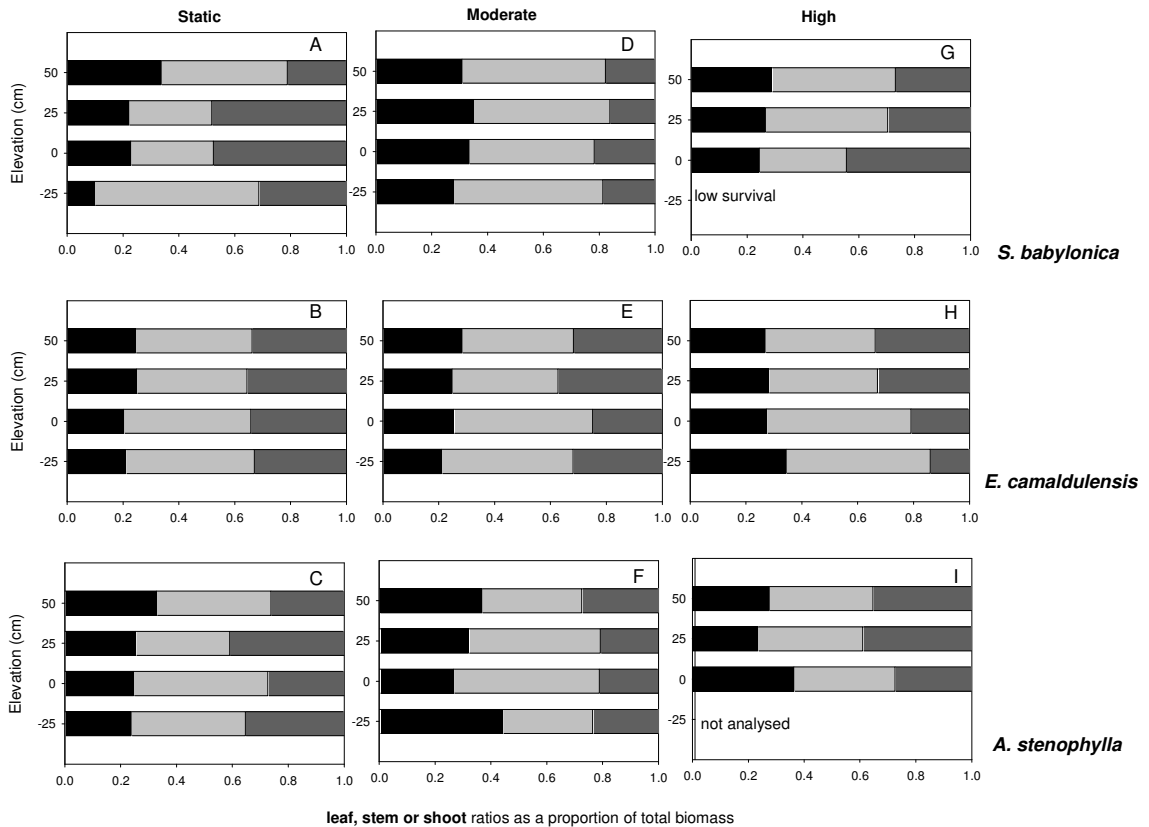 Static
Moderate
High
A
D
G
50
25
0
-25
50
25
0
-25
50
25
0
-25
low survival
Elevation (cm)
0.0 0.2 0.4 0.6 0.8 1.0
0.0 0.2 0.4 0.6 0.8 1.0
0.0 0.2 0.4 0.6 0.8 1.0
S. babylonica
B
E
H
50
25
0
-25
50
25
0
-25
50
25
0
-25
Elevation (cm)
0.0 0.2 0.4 0.6 0.8 1.0
0.0 0.2 0.4 0.6 0.8 1.0
0.0 0.2 0.4 0.6 0.8 1.0
E. camaldulensis
C
F
I
50
25
0
-25
50
25
0
-25
50
25
0
-25
not analysed
Elevation (cm)
0.0 0.2 0.4 0.6 0.8 1.0
0.0 0.2 0.4 0.6 0.8 1.0
0.0 0.2 0.4 0.6 0.8 1.0
A. stenophylla
leaf, stem or shoot ratios as a proportion of total biomass